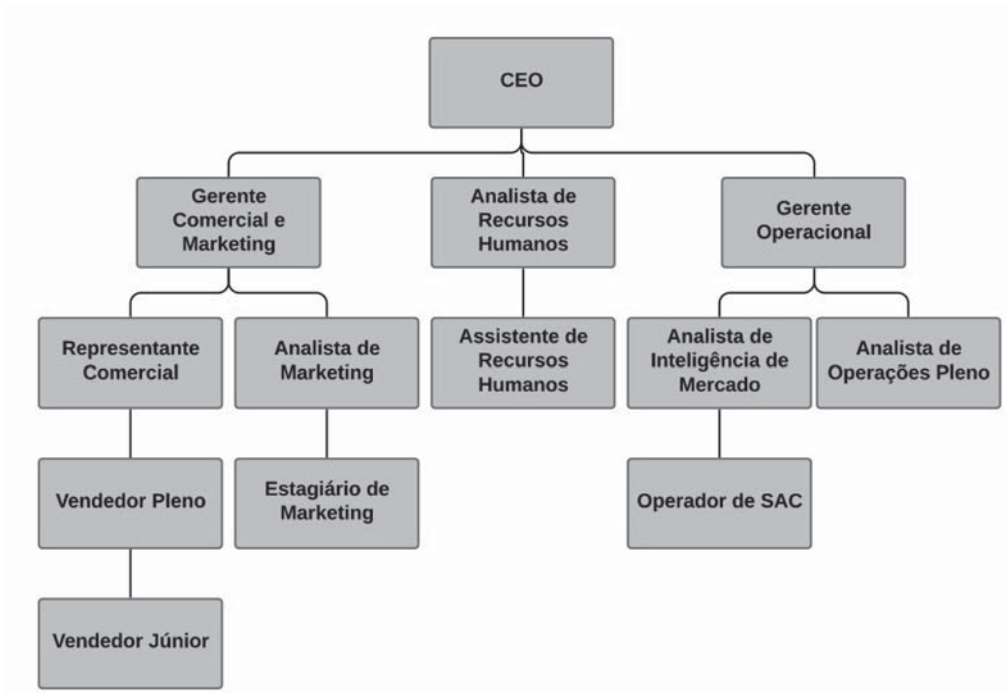 CEO
Gerente
Comercial e
Marketing
Analista de
Recursos
Humanos
Gerente
Operacional
Representante
Comercial
Analista de
Marketing
Assistente de
Recursos
Humanos
Analista de
Inteligência de
Mercado
Analista de
Operações Pleno
Vendedor Pleno
Estagiário de
Marketing
Operador de SAC
Vendedor Júnior